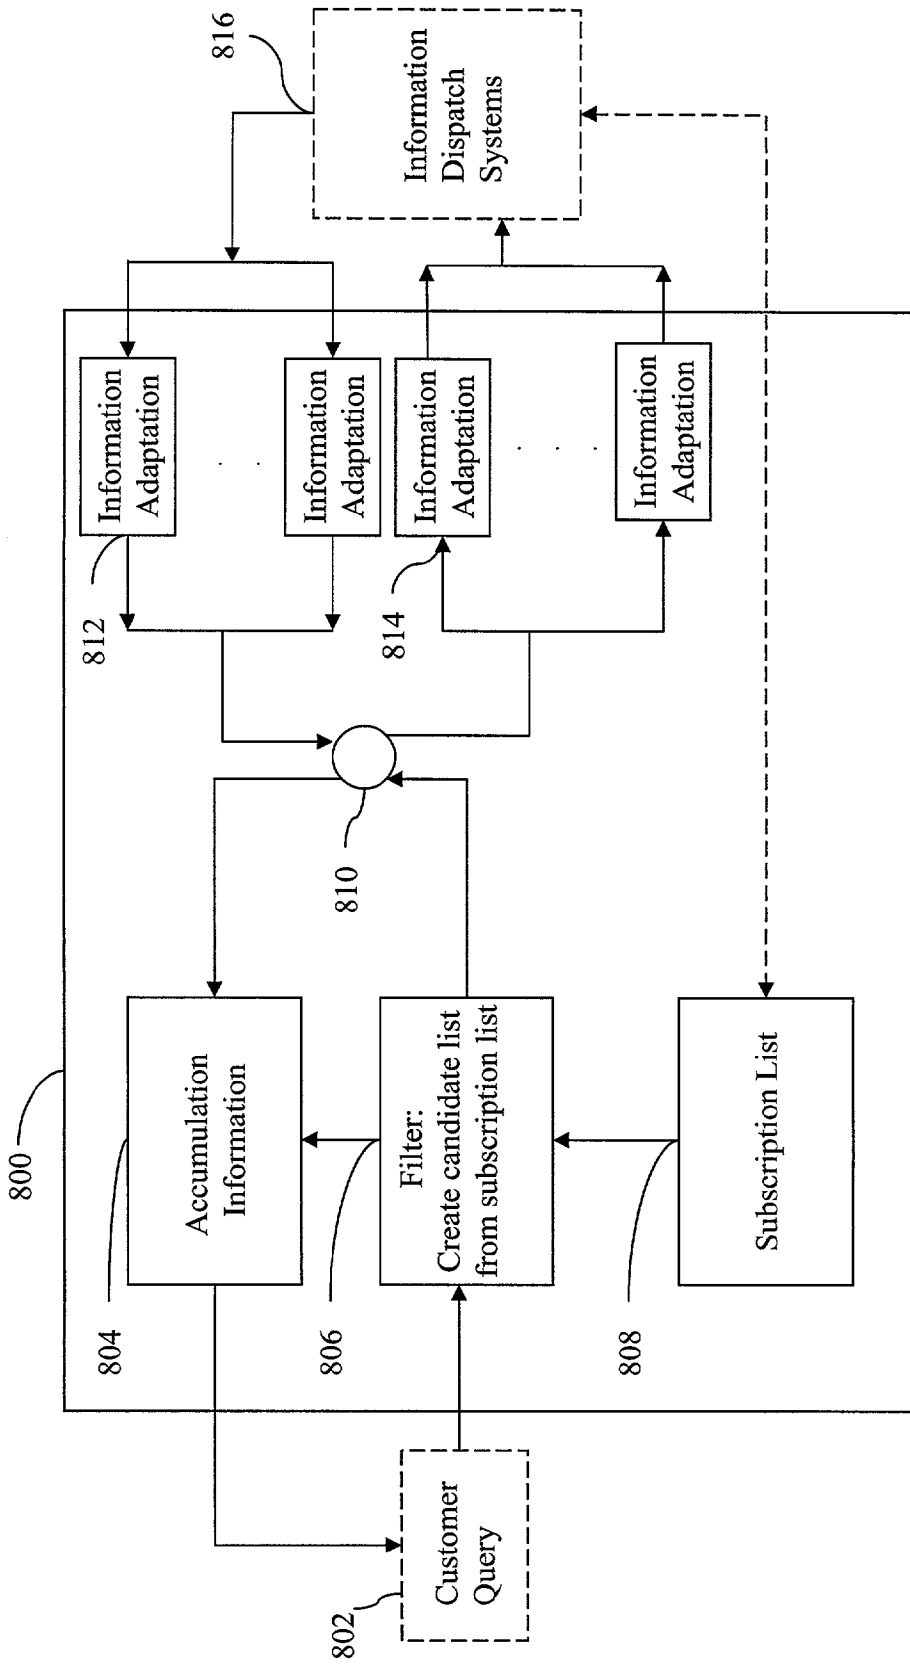 800
816
Information
Dispatch
Systems
812
Information
Adaptation
. .
Information
Adaptation
814
Information
Adaptation
. . . .
Information
Adaptation
810
804
Accumulation
Information
806
Filter:
Create candidate list
from subscription list
808
Subscription List
802
Customer
Query